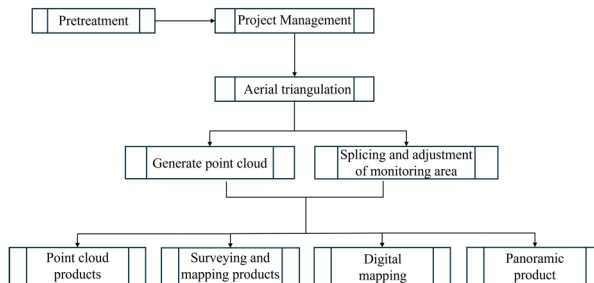 Pretreatment
Project Management
Aerial triangulation
Generate point cloud
Splicing and adjustment
of monitoring area
Point cloud
products
Surveying and
mapping products
Digital
mapping
Panoramic
product